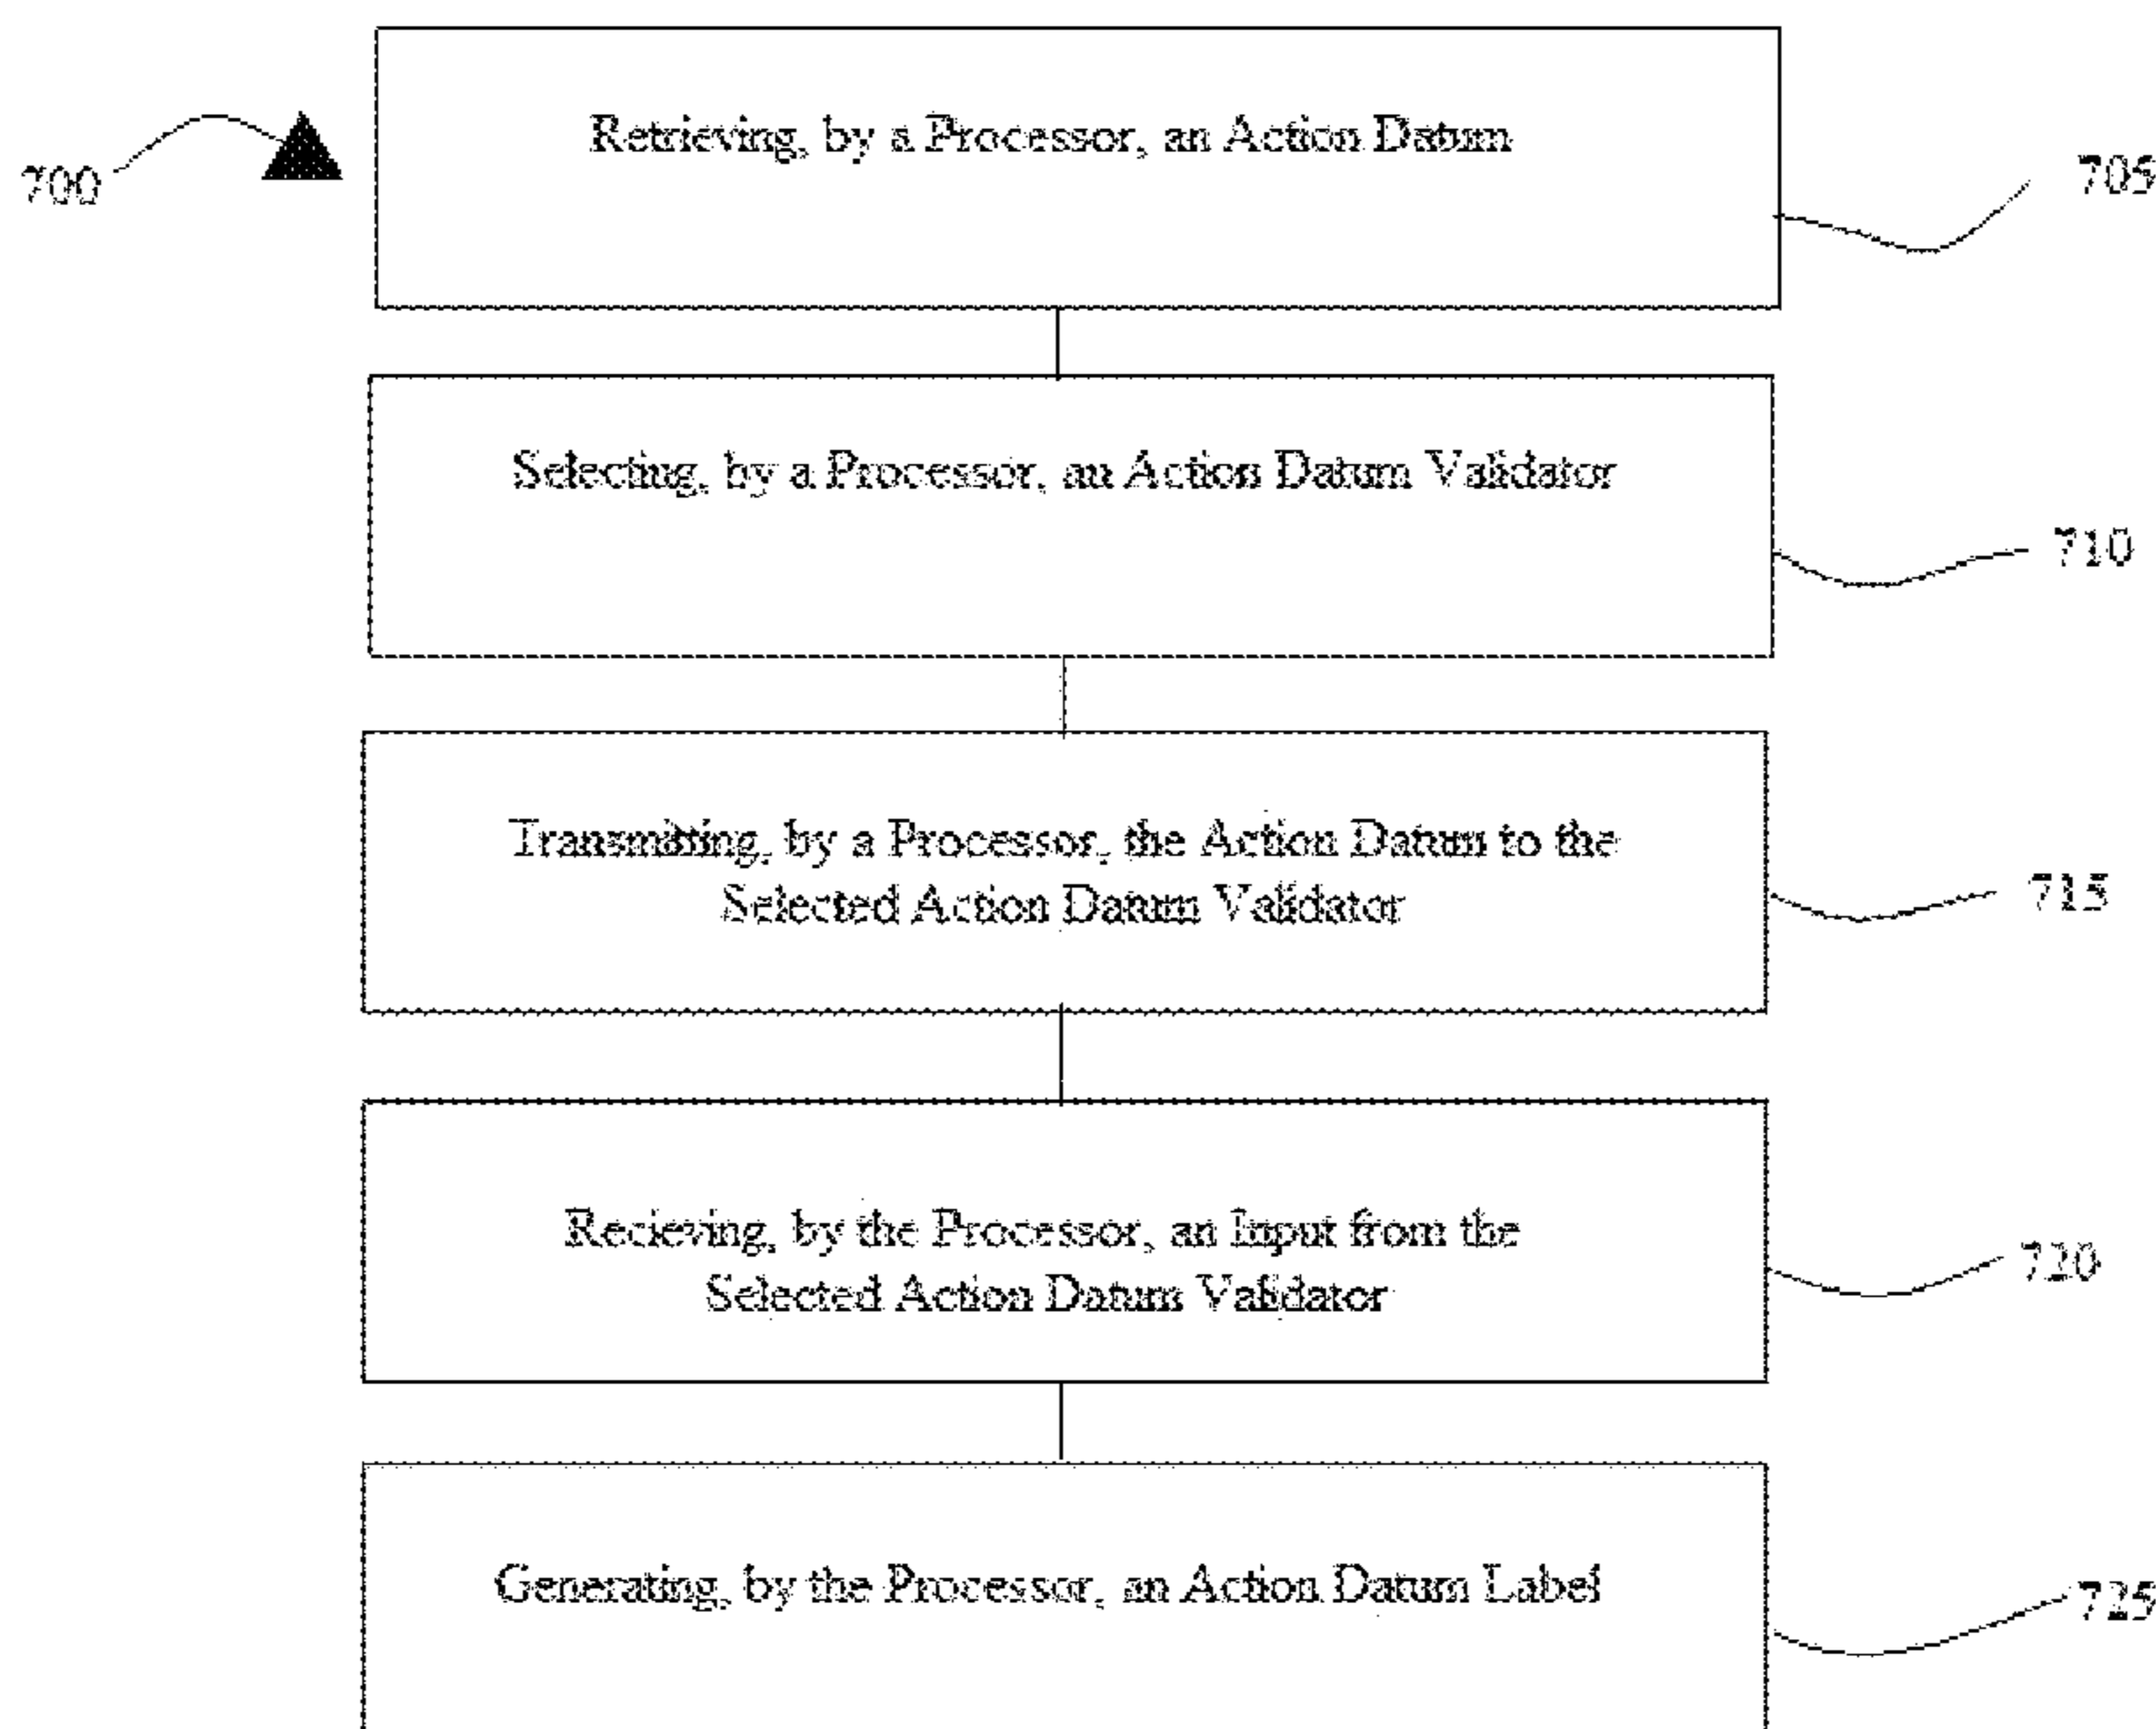 Retrieving, by a Processor, an Action Datum
700
705
Selecting, by a Processor, an Action Datum Validator
710
Transmitting, by a Processor, the Action Datum to the
Selected Action Datum Validator
715
Recieving, by the Processor, an Input from the
Selected Action Datum Validator
720
Generating, by the Processor, an Action Datum Label
725